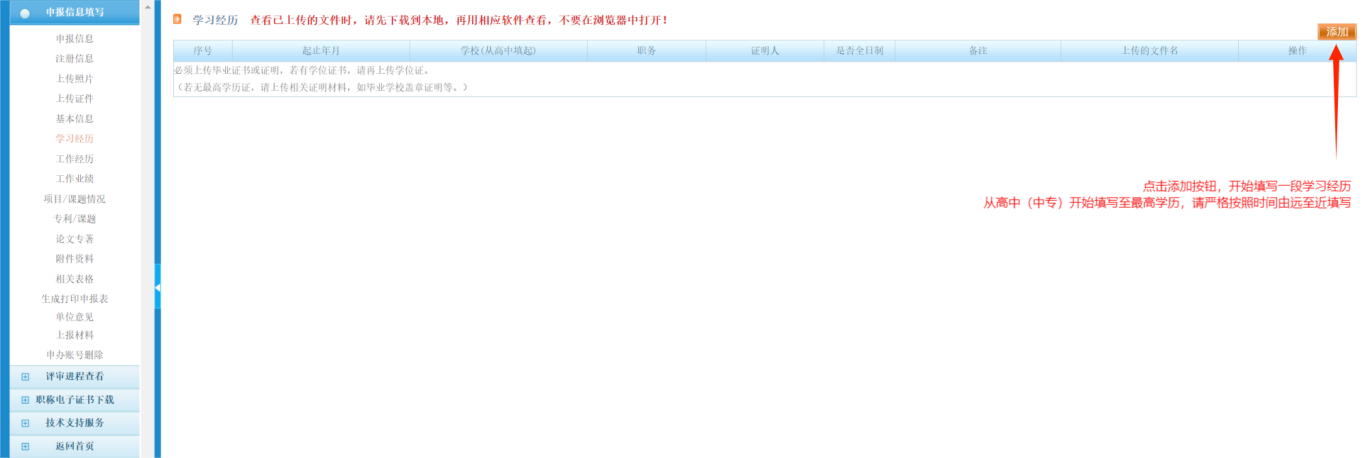 申报信息填写
申报信息
注册信息
上传照片
上传证件
基本信息
学习经历
工作经历
工作业绩
项目/课题情况
专利/课题
论文专著
附件资料
相关表格
生成打印申报表
单位意见
上报材料
申办账号删除
评审进程查看
职称电子证书下载
技术支持服务
返回首页
学习经历 查看已上传的文件时，请先下载到本地，再用相应软件查看，不要在浏览器中打开！
添加
序号 起止年月 学校(从高中填起) 职务 证明人 是否全日制 备注 上传的文件名 操作
必须上传毕业证书或证明，若有学位证书，请再上传学位证。
（若无最高学历证，请上传相关证明材料，如毕业学校盖章证明等。）
点击添加按钮，开始填写一段学习经历
从高中（中专）开始填写至最高学历，请严格按照时间由远至近填写